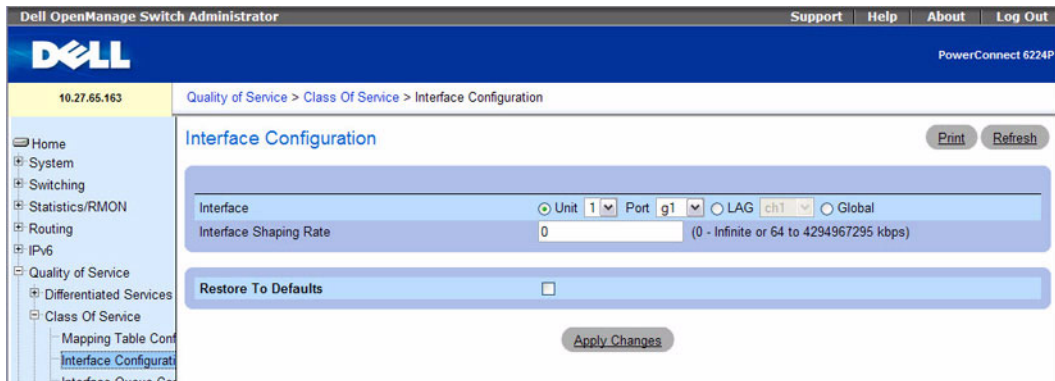 Dell OpenManage Switch Administrator
Support Help About Log Out
DELL
PowerConnect 6224P
10.27.65.163
Quality of Service > Class Of Service > Interface Configuration
Home
System
Switching
Statistics/RMON
Routing
IPv6
Quality of Service
Differentiated Services
Class Of Service
Mapping Table Conf
Interface Configurati
Interface Configuration
Print Refresh
Interface Unit 1 Port g1 LAG ch1 Global
Interface Shaping Rate 0 (0 - Infinite or 64 to 4294967295 kbps)
Restore To Defaults
Apply Changes